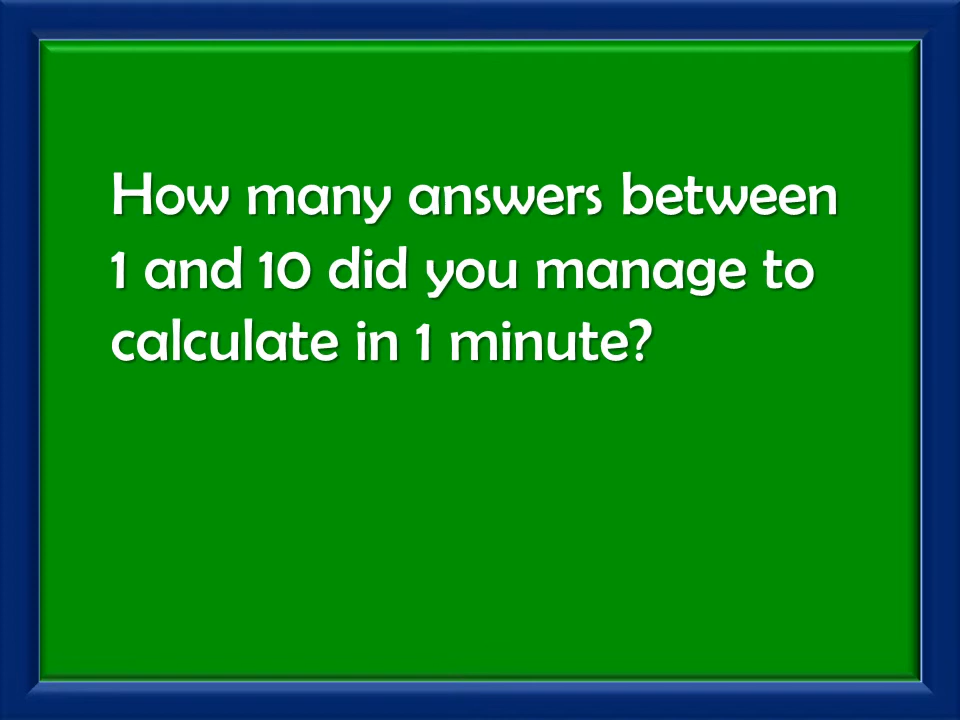 How many answers between
1 and 10 did you manage to
calculate in 1 minute?